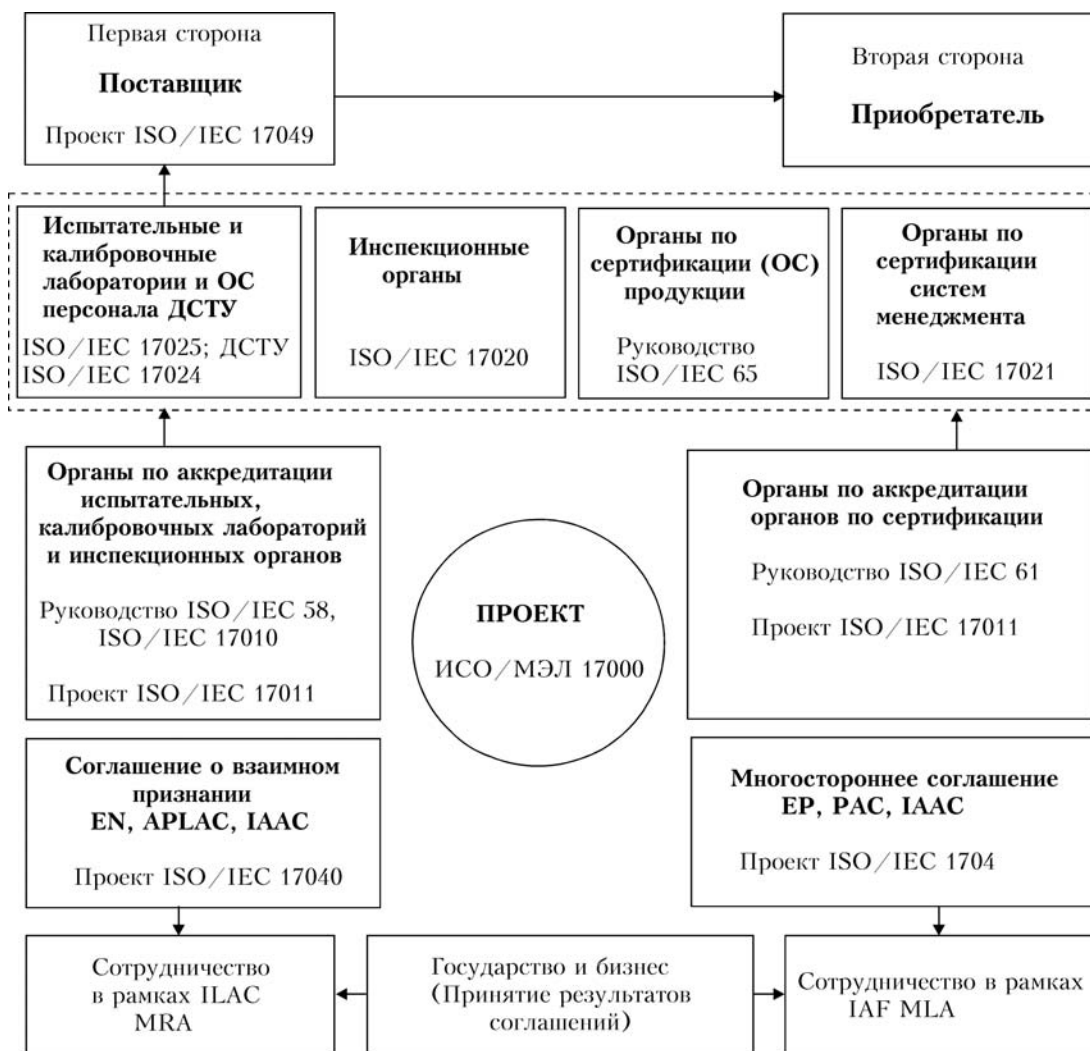 Первая сторона
Поставщик
Проект ISO/IEC 17049
Вторая сторона
Приобретатель
Испытательные и
калибровочные
лаборатории и ОС
персонала ДСТУ
ISO/IEC 17025; ДСТУ
ISO/IEC 17024
Инспекционные
органы
ISO/IEC 17020
Органы по
сертификации (ОС)
продукции
Руководство
ISO/IEC 65
Органы по
сертификации
систем
менеджмента
ISO/IEC 17021
Органы по аккредитации
испытательных,
калибровочных лабораторий
и инспекционных органов
Руководство ISO/IEC 58,
ISO/IEC 17010
Проект ISO/IEC 17011
ПРОЕКТ
ИСО/МЭЛ 17000
Органы по аккредитации
органов по сертификации
Руководство ISO/IEC 61
Проект ISO/IEC 17011
Соглашение о взаимном
признании
EN, APLAC, IAAC
Проект ISO/IEC 17040
Многостороннее соглашение
EP, PAC, IAAC
Проект ISO/IEC 1704
Сотрудничество
в рамках ILAC
MRA
Государство и бизнес
(Принятие результатов
соглашений)
Сотрудничество в рамках
IAF MLA